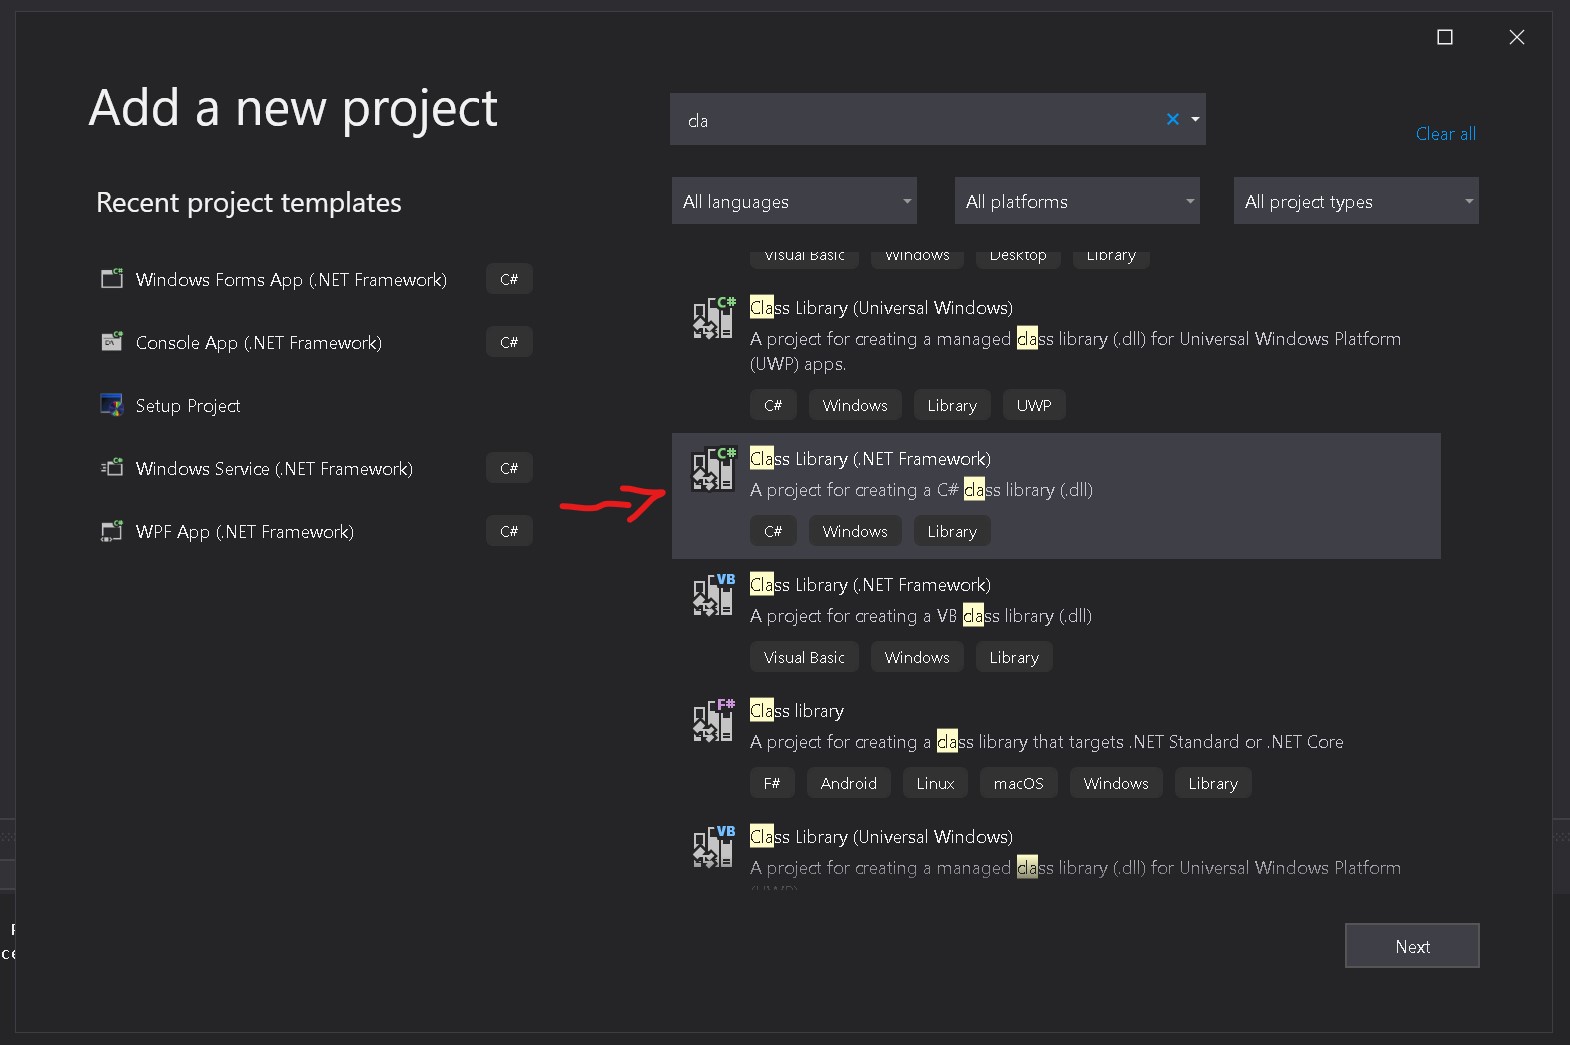 Add a new project
cla
Clear all
Recent project templates
All languages
All platforms
All project types
Windows Forms App (.NET Framework) C#
Console App (.NET Framework) C#
Setup Project
Windows Service (.NET Framework) C#
WPF App (.NET Framework) C#
Visual Basic Windows Desktop Library
C#
Class Library (Universal Windows)
A project for creating a managed class library (.dll) for Universal Windows Platform
(UWP) apps.
C# Windows Library UWP
C#
Class Library (.NET Framework)
A project for creating a C# class library (.dll)
C# Windows Library
VB
Class Library (.NET Framework)
A project for creating a VB class library (.dll)
Visual Basic Windows Library
F#
Class library
A project for creating a class library that targets .NET Standard or .NET Core
F# Android Linux macOS Windows Library
VB
Class Library (Universal Windows)
A project for creating a managed class library (.dll) for Universal Windows Platform
Next